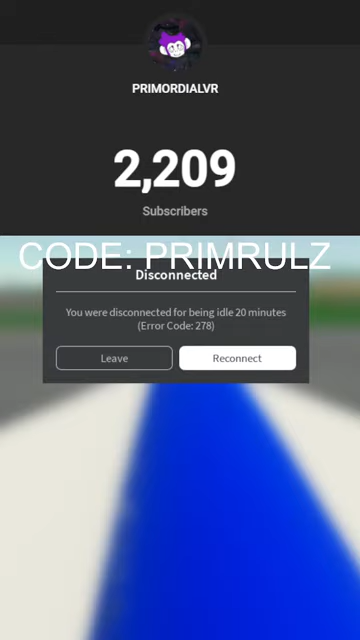 PRIMORDIALVR
2,209
Subscribers
CODE: PRIMRULZ
Disconnected
You were disconnected for being idle 20 minutes
(Error Code: 278)
Leave
Reconnect